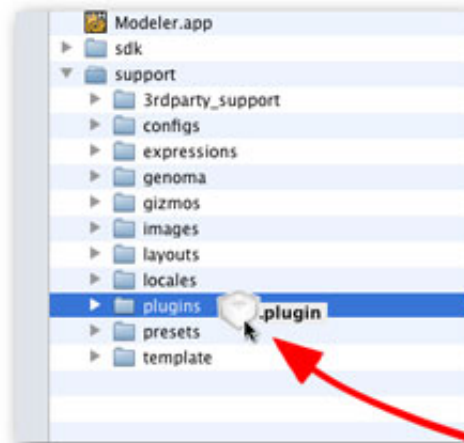 Modeler.app
sdk
support
3rdparty_support
configs
expressions
genoma
gizmos
images
layouts
locales
plugins .plugin
presets
template